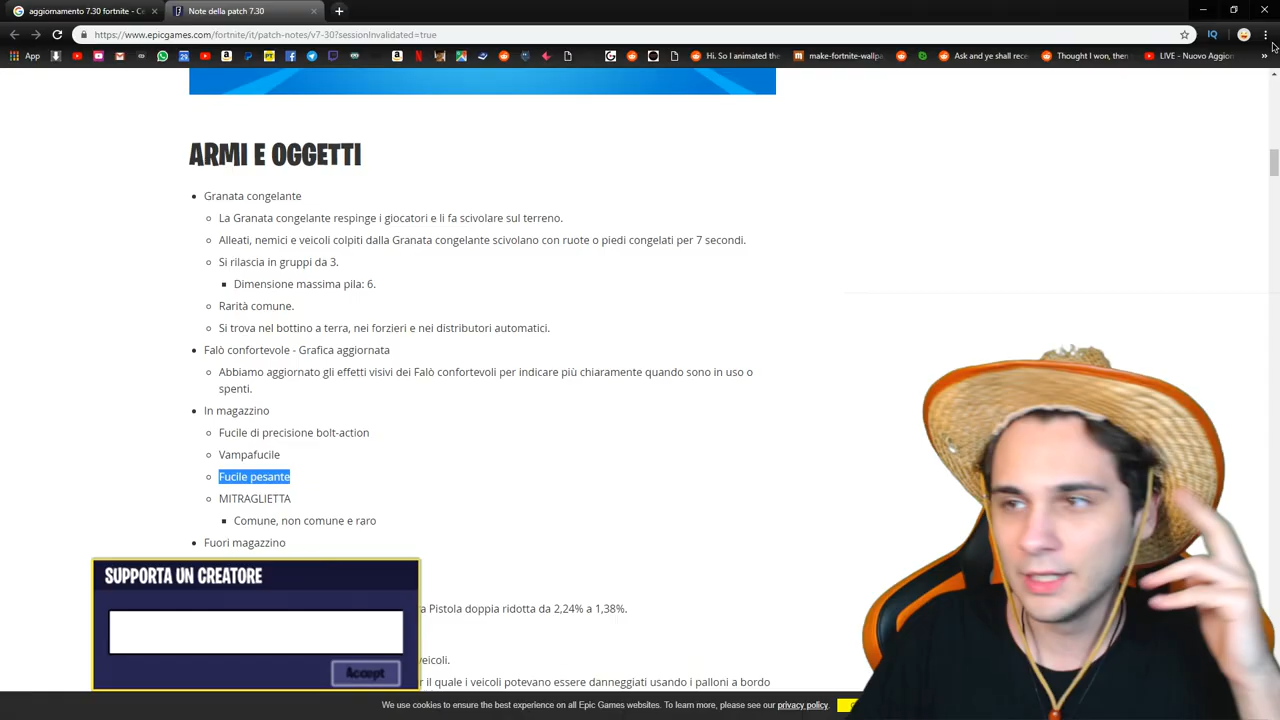 aggiornamento 7.30 fortnite - Ce
Note della patch 7.30
https://www.epicgames.com/fortnite/it/patch-notes/v7-30?sessionInvalidated=true
App
Hi. So I animated the
make-fortnite-wallpa
Ask and ye shall rece
Thought I won, then
LIVE - Nuovo Aggion
ARMI E OGGETTI
Granata congelante
La Granata congelante respinge i giocatori e li fa scivolare sul terreno.
Alleati, nemici e veicoli colpiti dalla Granata congelante scivolano con ruote o piedi congelati per 7 secondi.
Si rilascia in gruppi da 3.
Dimensione massima pila: 6.
Rarità comune.
Si trova nel bottino a terra, nei forzieri e nei distributori automatici.
Falò confortevole - Grafica aggiornata
Abbiamo aggiornato gli effetti visivi dei Falò confortevoli per indicare più chiaramente quando sono in uso o
spenti.
In magazzino
Fucile di precisione bolt-action
Vampafucile
Fucile pesante
MITRAGLIETTA
Comune, non comune e raro
Fuori magazzino
SUPPORTA UN CREATORE
Accept
a Pistola doppia ridotta da 2,24% a 1,38%.
veicoli.
r il quale i veicoli potevano essere danneggiati usando i palloni a bordo
We use cookies to ensure the best experience on all Epic Games websites. To learn more, please see our privacy policy.